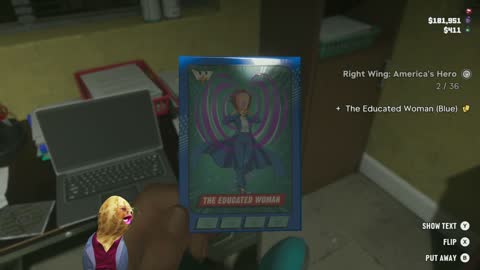 $181,951
$411
Right Wing: America's Hero
2 / 36
+ The Educated Woman (Blue)
W
THE EDUCATED WOMAN
SHOW TEXT Y
FLIP X
PUT AWAY B